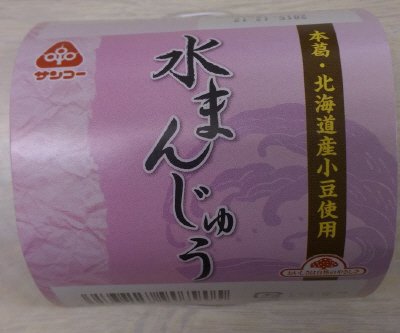 サンコー
水まんじゅう
本葛・北海道産小豆使用